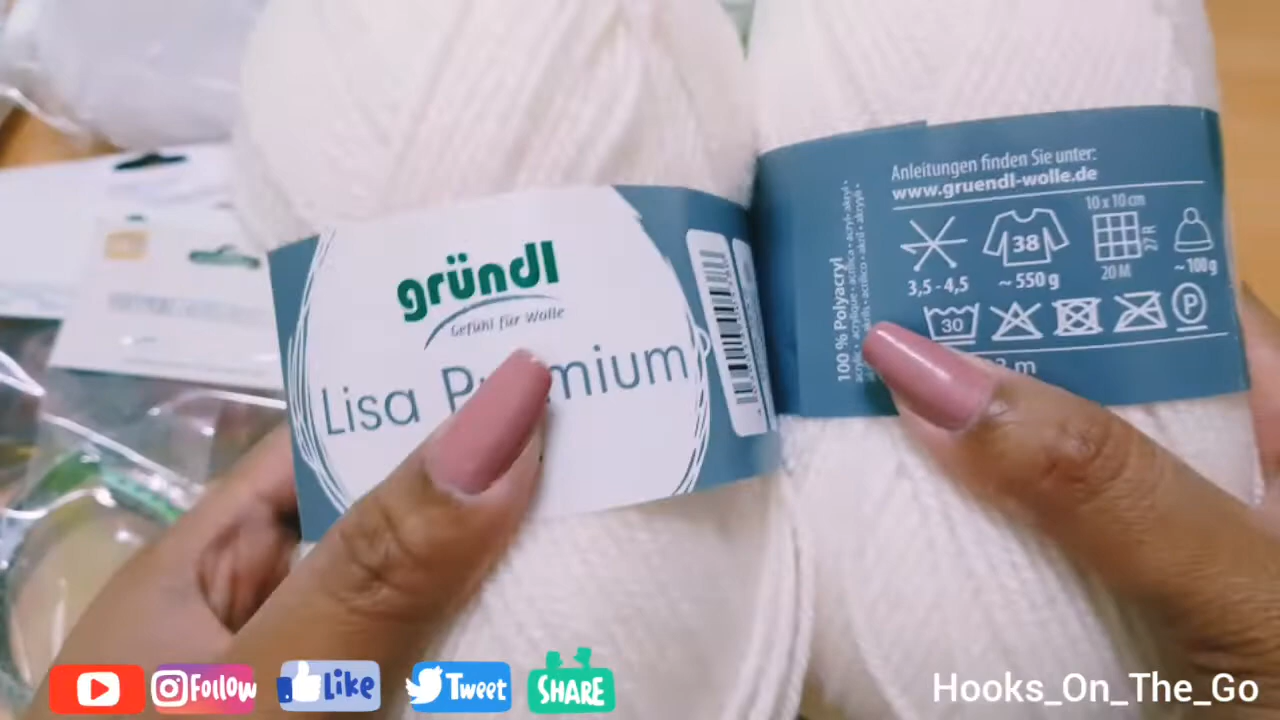 gründl
Gefühl für Wolle
Lisa Premium
100 % Polyacryl
Anleitungen finden Sie unter:
www.gruendl-wolle.de
10 x 10 cm
38
27 R
3,5 - 4,5
~ 550 g
20 M
~ 100 g
30
P
m
Follow
Like
Tweet
SHARE
Hooks_On_The_Go